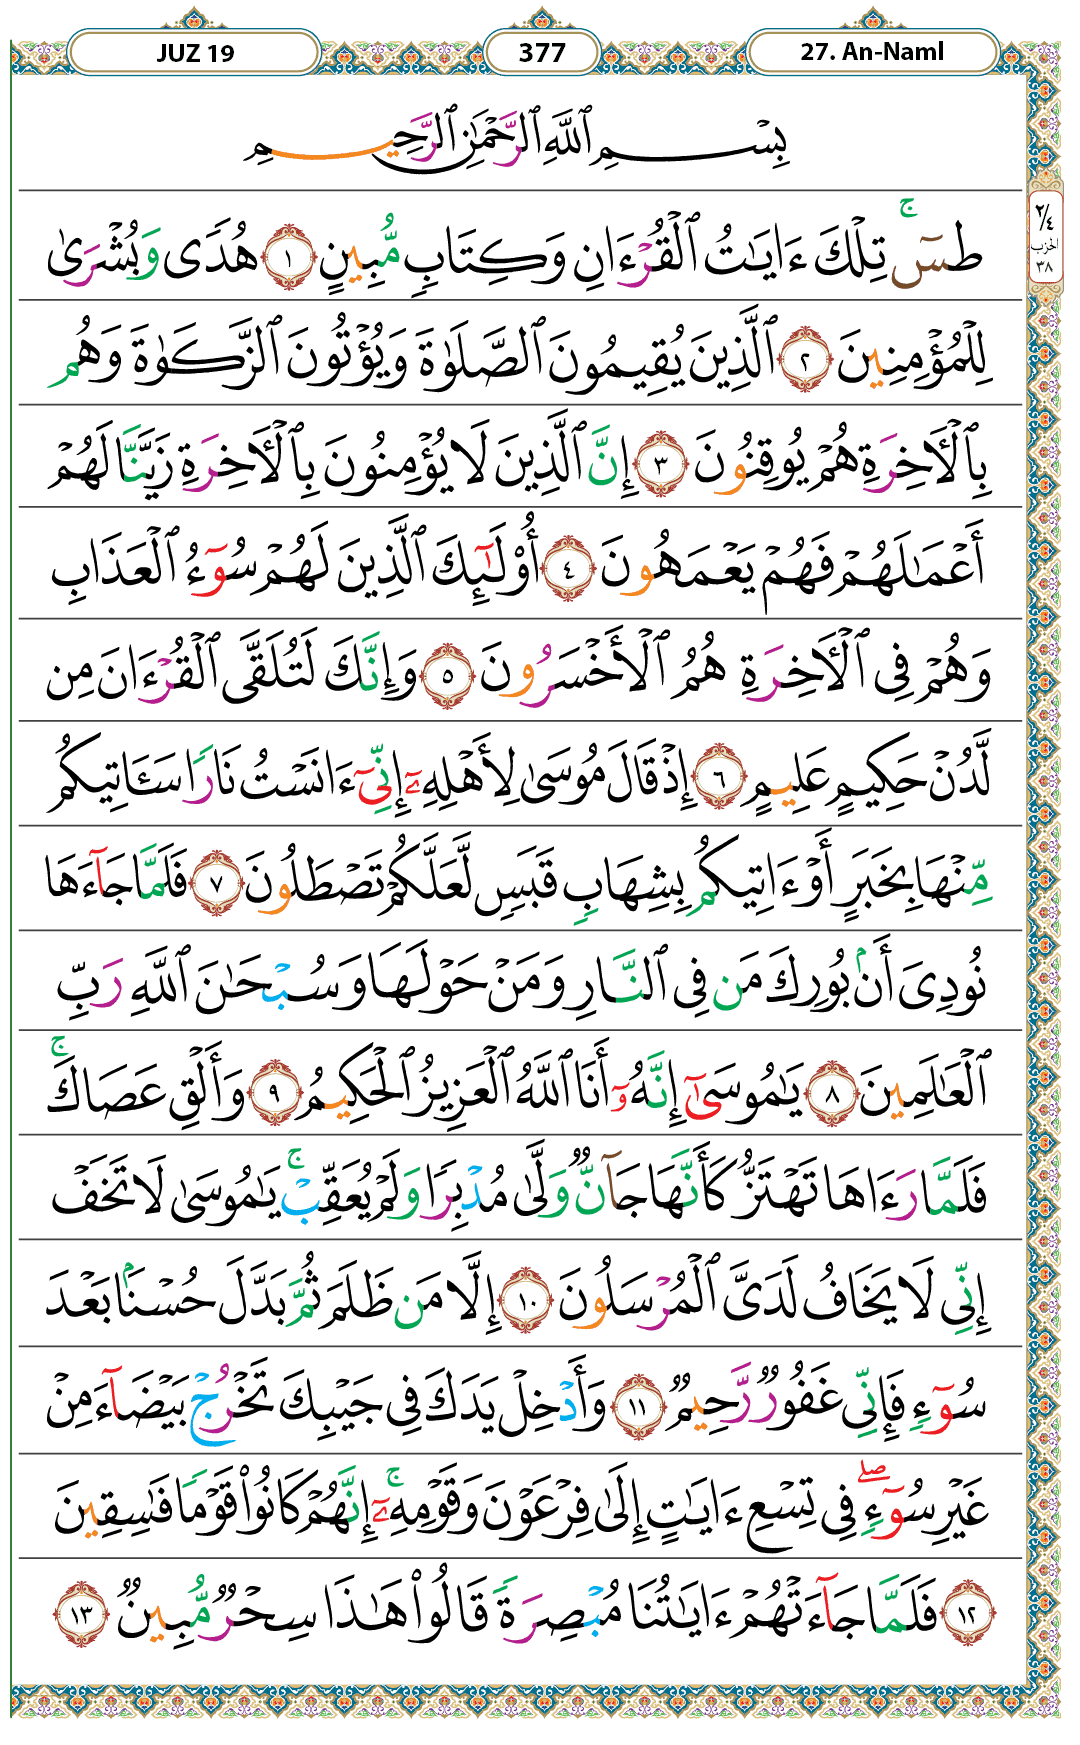 JUZ 19
377
27. An-Naml
٢/٤
الحزب
٣٨
بِسْمِ ٱللَّهِ ٱلرَّحْمَٰنِ ٱلرَّحِيمِ
طسٓ ۚ تِلْكَ ءَايَٰتُ ٱلْقُرْءَانِ وَكِتَابٍ مُّبِينٍ ١ هُدًى وَبُشْرَىٰ
لِلْمُؤْمِنِينَ ٢ ٱلَّذِينَ يُقِيمُونَ ٱلصَّلَوٰةَ وَيُؤْتُونَ ٱلزَّكَوٰةَ وَهُم
بِٱلْأَخِرَةِ هُمْ يُوقِنُونَ ٣ إِنَّ ٱلَّذِينَ لَا يُؤْمِنُونَ بِٱلْأَخِرَةِ زَيَّنَّا لَهُمْ
أَعْمَٰلَهُمْ فَهُمْ يَعْمَهُونَ ٤ أُوْلَٰٓئِكَ ٱلَّذِينَ لَهُمْ سُوٓءُ ٱلْعَذَابِ
وَهُمْ فِى ٱلْأَخِرَةِ هُمُ ٱلْأَخْسَرُونَ ٥ وَإِنَّكَ لَتُلَقَّى ٱلْقُرْءَانَ مِن
لَّدُنْ حَكِيمٍ عَلِيمٍ ٦ إِذْ قَالَ مُوسَىٰ لِأَهْلِهِۦٓ إِنِّىٓ ءَانَسْتُ نَارًا سَـَٔاتِيكُم
مِّنْهَا بِخَبَرٍ أَوْ ءَاتِيكُم بِشِهَابٍ قَبَسٍ لَّعَلَّكُمْ تَصْطَلُونَ ٧ فَلَمَّا جَآءَهَا
نُودِىَ أَنۢ بُورِكَ مَن فِى ٱلنَّارِ وَمَنْ حَوْلَهَا وَسُبْحَٰنَ ٱللَّهِ رَبِّ
ٱلْعَٰلَمِينَ ٨ يَٰمُوسَىٰٓ إِنَّهُۥٓ أَنَا ٱللَّهُ ٱلْعَزِيزُ ٱلْحَكِيمُ ٩ وَأَلْقِ عَصَاكَ ۚ
فَلَمَّا رَءَاهَا تَهْتَزُّ كَأَنَّهَا جَآنٌّ وَلَّىٰ مُدْبِرًا وَلَمْ يُعَقِّبْ ۚ يَٰمُوسَىٰ لَا تَخَفْ
إِنِّى لَا يَخَافُ لَدَىَّ ٱلْمُرْسَلُونَ ١٠ إِلَّا مَن ظَلَمَ ثُمَّ بَدَّلَ حُسْنًۢا بَعْدَ
سُوٓءٍ فَإِنِّى غَفُورٌ رَّحِيمٌ ١١ وَأَدْخِلْ يَدَكَ فِى جَيْبِكَ تَخْرُجْ بَيْضَآءَ مِنْ
غَيْرِ سُوٓءٍ ۖ فِى تِسْعِ ءَايَٰتٍ إِلَىٰ فِرْعَوْنَ وَقَوْمِهِۦٓ ۚ إِنَّهُمْ كَانُوا۟ قَوْمًا فَٰسِقِينَ
١٢ فَلَمَّا جَآءَتْهُمْ ءَايَٰتُنَا مُبْصِرَةً قَالُوا۟ هَٰذَا سِحْرٌ مُّبِينٌ ١٣